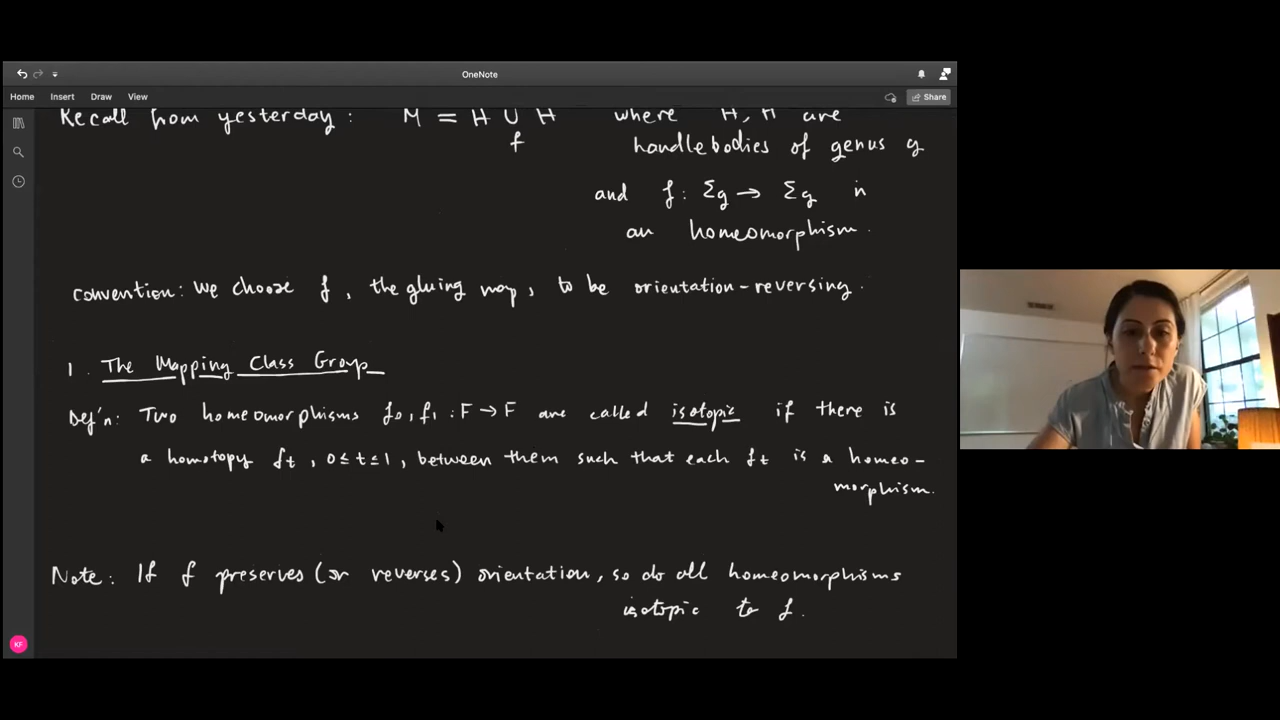 OneNote
Home Insert Draw View
Share
Recall from yesterday: M = H ∪ H where H, H are
f handlebodies of genus g
and f: Σg → Σg is
an homeomorphism.
convention: We choose f, the gluing map, to be orientation-reversing.
1. The Mapping Class Group
Def'n: Two homeomorphisms f₀, f₁ : F → F are called isotopic if there is
a homotopy fₜ, 0≤t≤1, between them such that each fₜ is a homeo-
morphism.
Note: If f preserves (or reverses) orientation, so do all homeomorphisms
isotopic to f.
KF